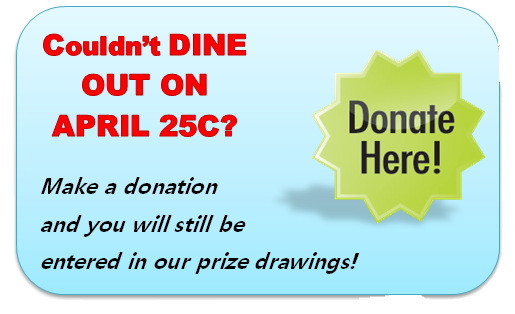 Couldn't DINE
OUT ON
APRIL 25C?
Donate
Here!
Make a donation
and you will still be
entered in our prize drawings!